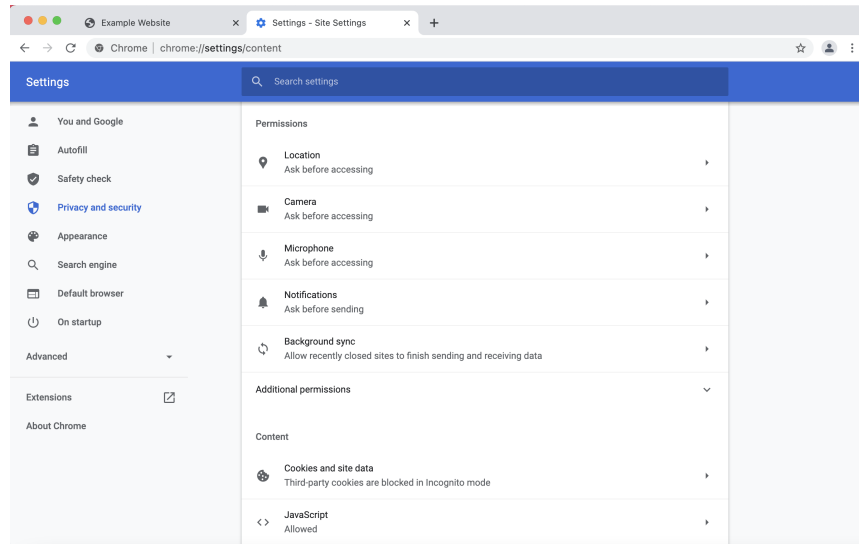 Example Website
Settings - Site Settings
Chrome | chrome://settings/content
Settings
Search settings
You and Google
Autofill
Safety check
Privacy and security
Appearance
Search engine
Default browser
On startup
Advanced
Extensions
About Chrome
Permissions
Location
Ask before accessing
Camera
Ask before accessing
Microphone
Ask before accessing
Notifications
Ask before sending
Background sync
Allow recently closed sites to finish sending and receiving data
Additional permissions
Content
Cookies and site data
Third-party cookies are blocked in Incognito mode
JavaScript
Allowed